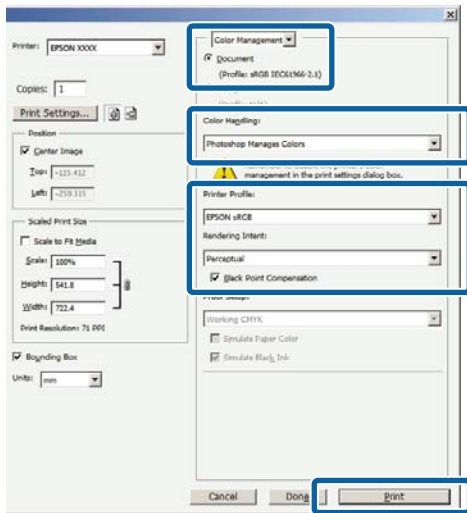 Printer: EPSON XXXX
Copies: 1
Print Settings...
Position
Center Image
Top: -125.412
Left: -259.115
Scaled Print Size
Scale to Fit Media
Scale: 100%
Height: 541.8
Width: 722.4
Print Resolution: 71 PPI
Bounding Box
Units: mm
Color Management
Document
(Profile: sRGB IEC61966-2.1)
Color Handling:
Photoshop Manages Colors
management in the print settings dialog box.
Printer Profile:
EPSON sRGB
Rendering Intent:
Perceptual
Black Point Compensation
Working CMYK
Simulate Paper Color
Simulate Black Ink
Cancel
Done
Print